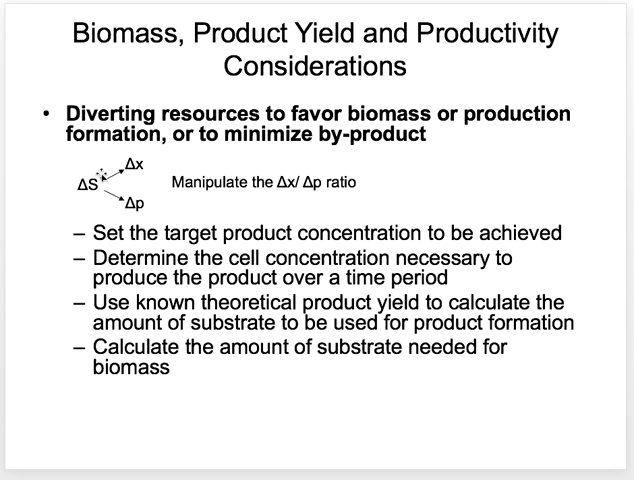 Biomass, Product Yield and Productivity
Considerations
• Diverting resources to favor biomass or production
formation, or to minimize by-product
Δx
ΔS
Manipulate the Δx/ Δp ratio
Δp
– Set the target product concentration to be achieved
– Determine the cell concentration necessary to
produce the product over a time period
– Use known theoretical product yield to calculate the
amount of substrate to be used for product formation
– Calculate the amount of substrate needed for
biomass